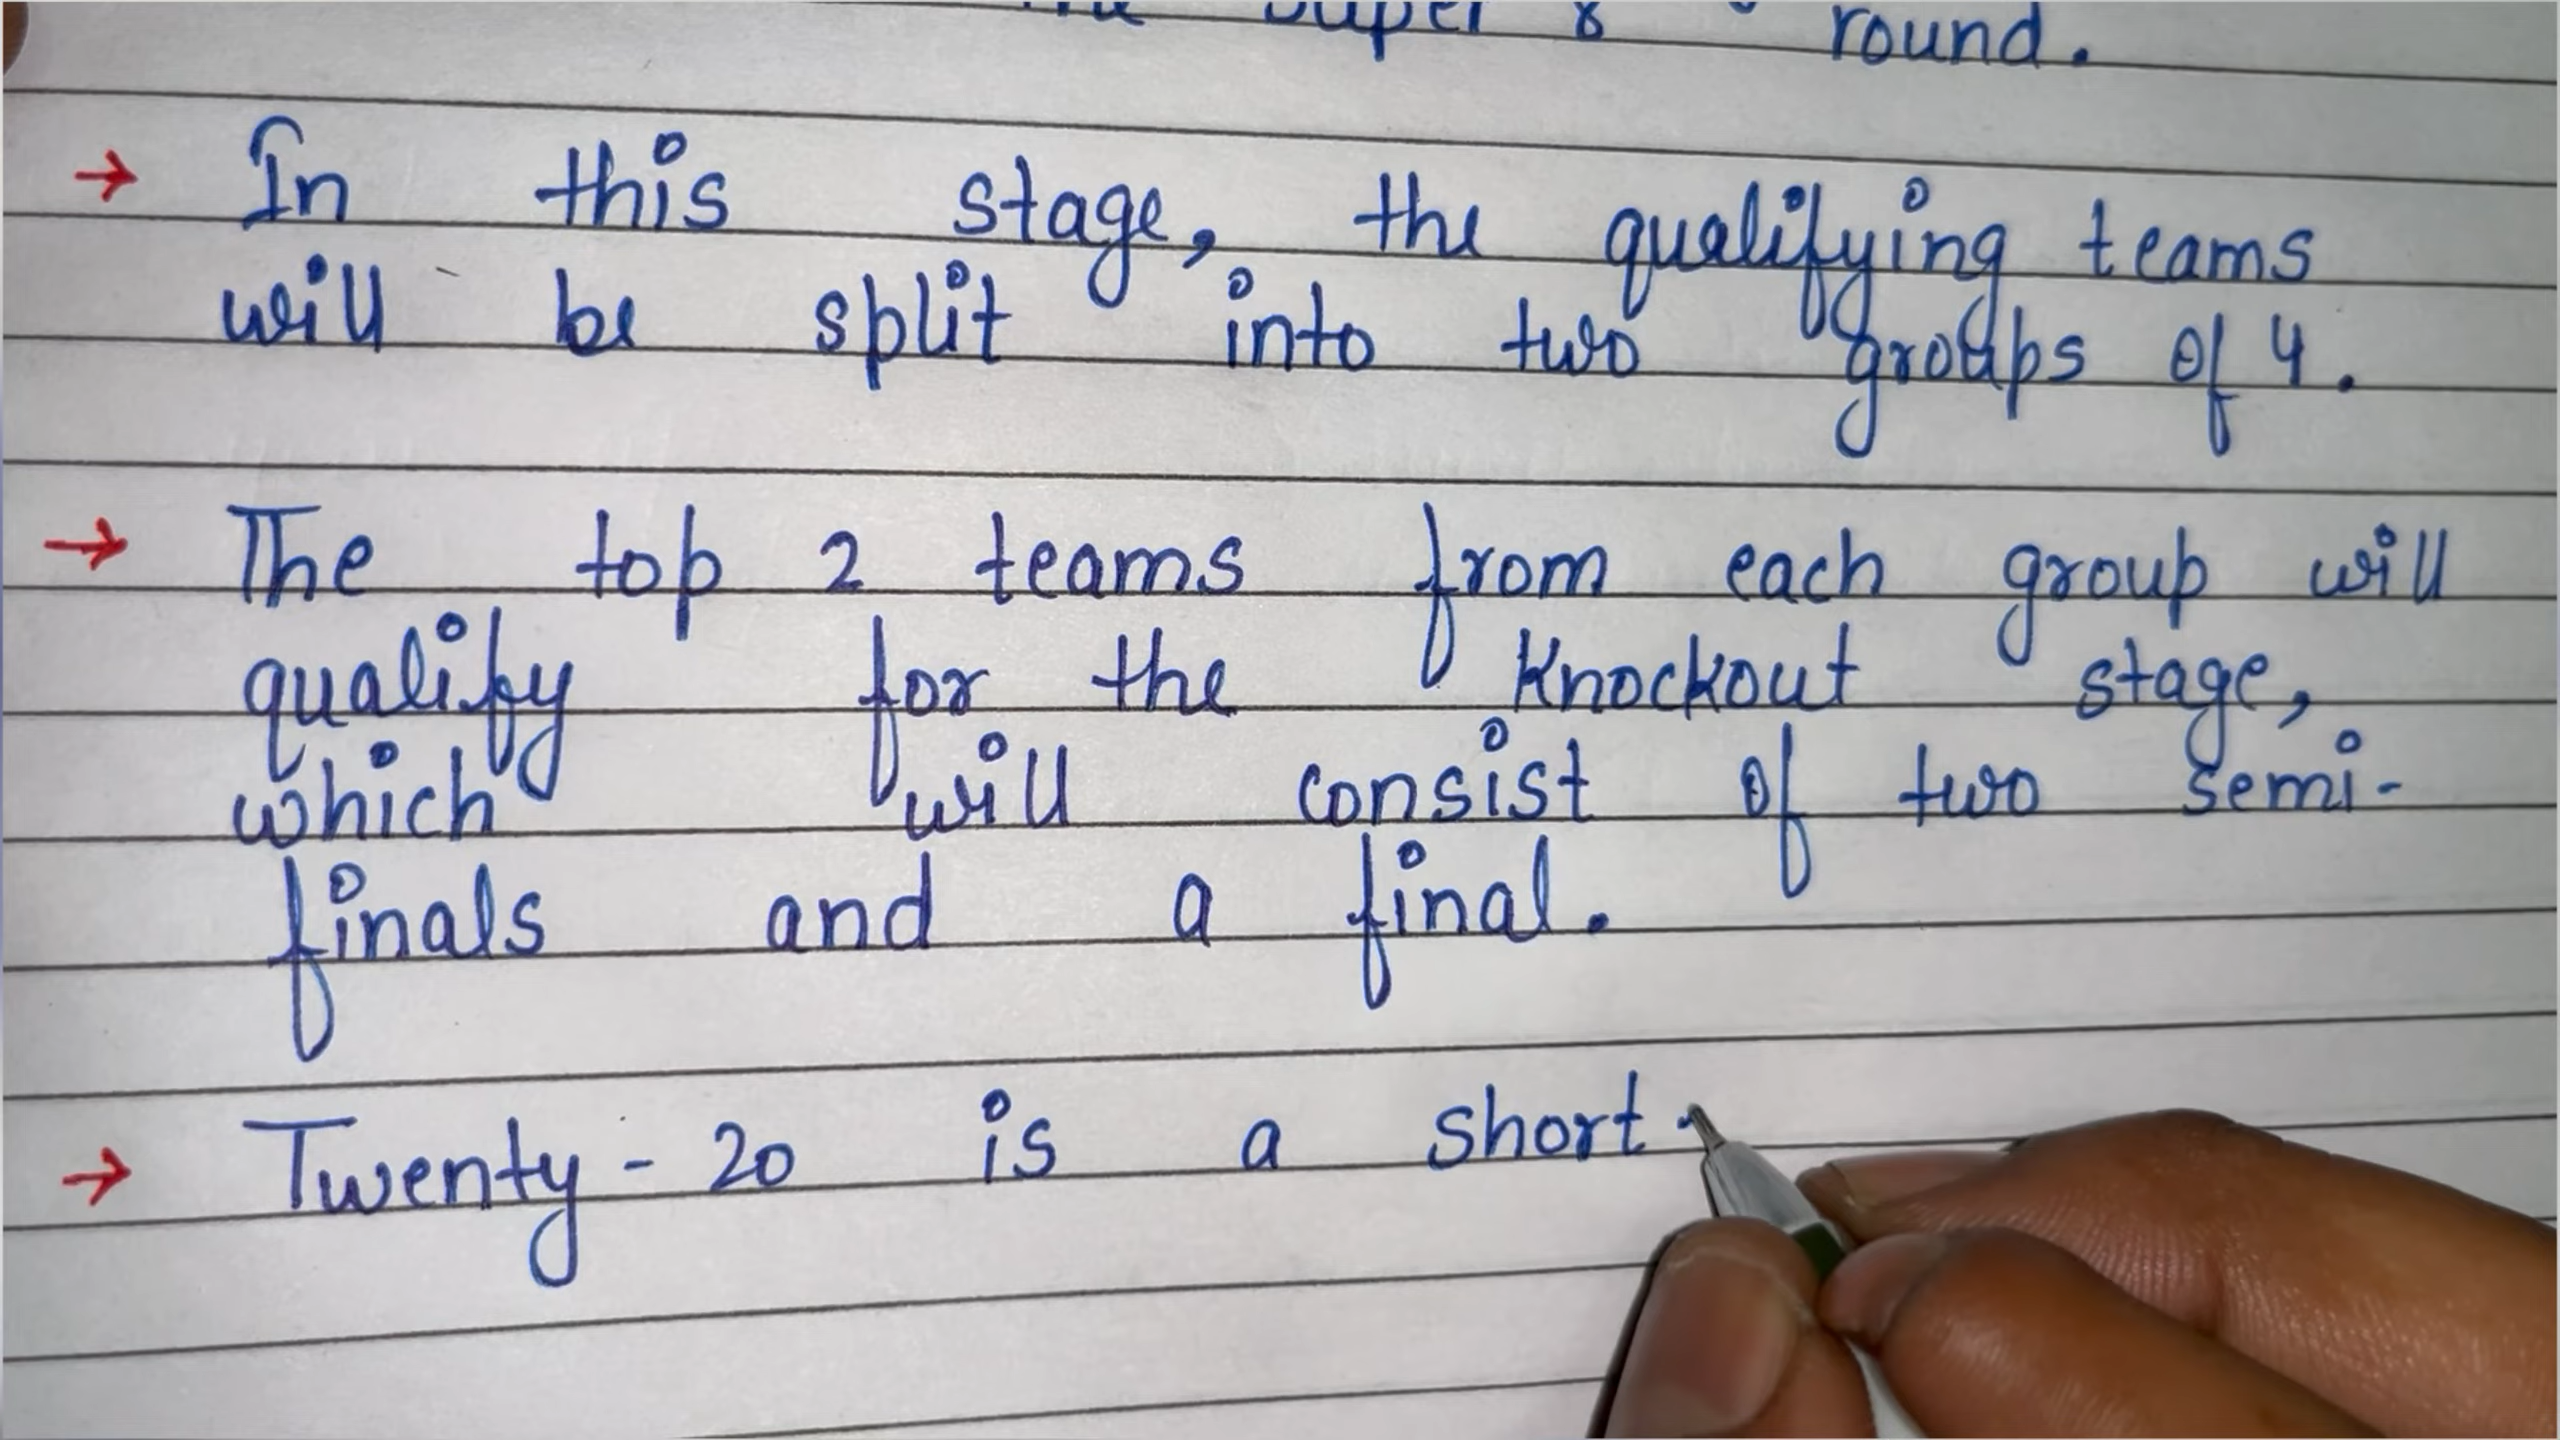 Super 8 round.
→ In this stage, the qualifying teams
will be split into two groups of 4.
→ The top 2 teams from each group will
qualify for the Knockout stage,
which will consist of two semi-
finals and a final.
→ Twenty-20 is a short